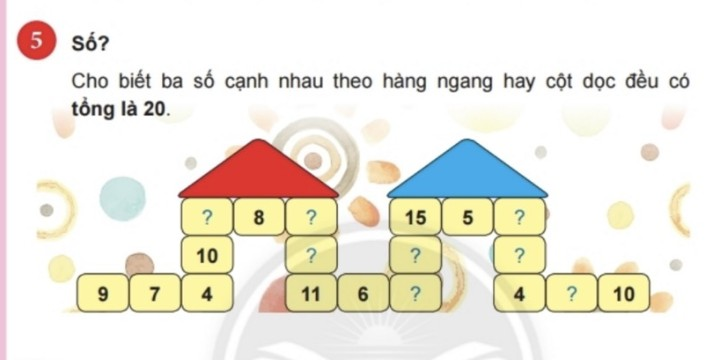 5 Số?
Cho biết ba số cạnh nhau theo hàng ngang hay cột dọc đều có
tổng là 20.
? 8 ? 15 5 ?
10 ? ? ?
9 7 4 11 6 ? 4 ? 10